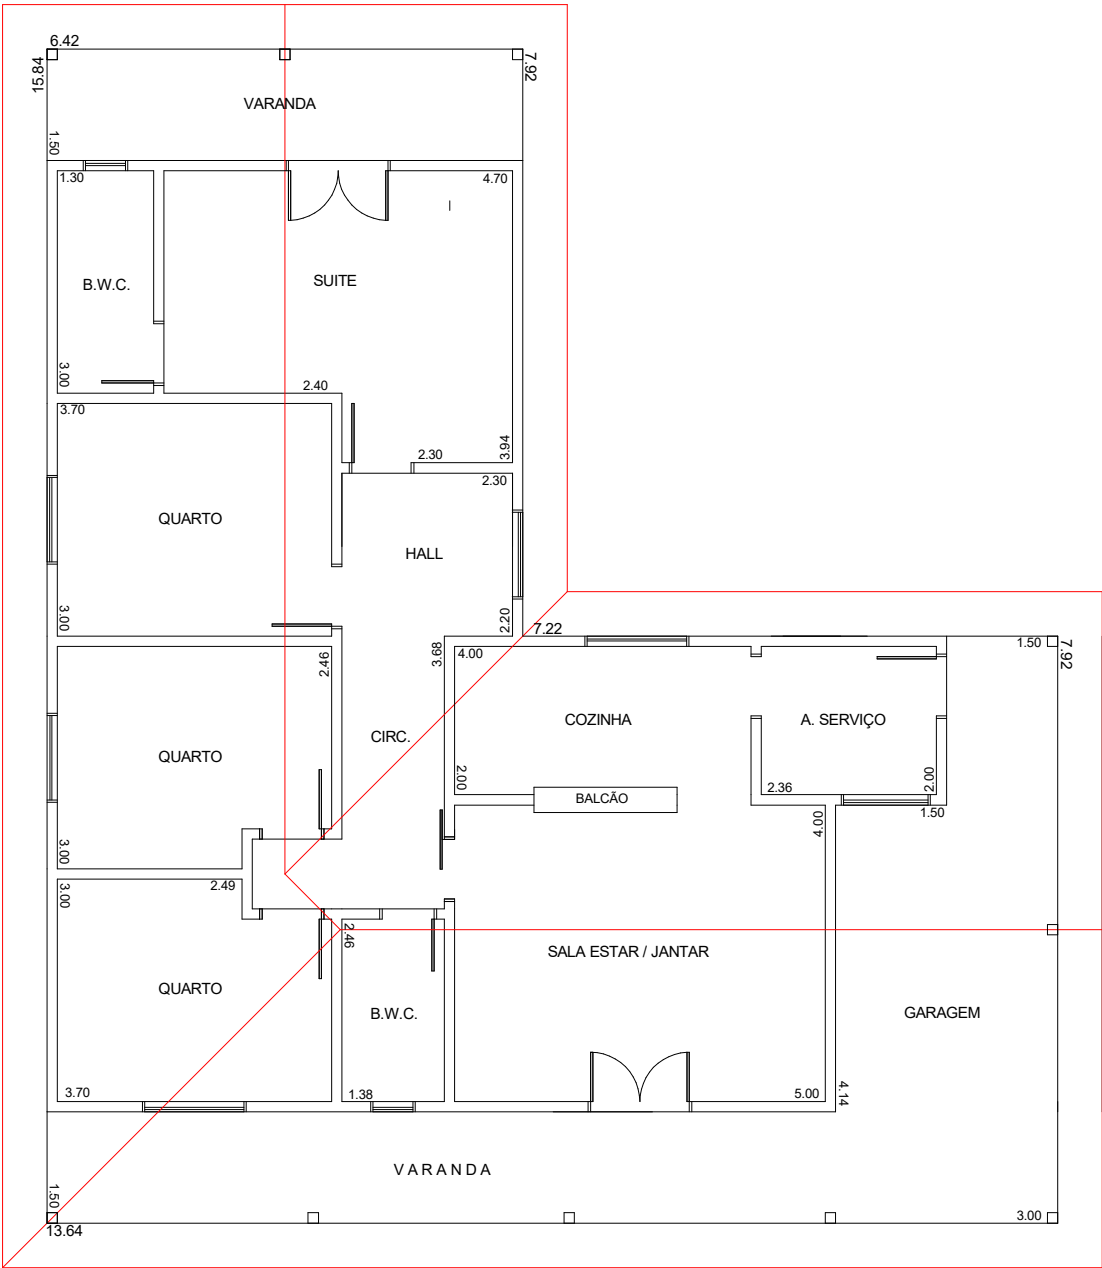 6.42
15.84
7.92
VARANDA
1.50
1.30
4.70
B.W.C.
SUITE
3.00
2.40
3.70
2.30
3.94
2.30
QUARTO
HALL
3.00
2.20
7.22
1.50
7.92
2.46
3.68
4.00
COZINHA
A. SERVIÇO
CIRC.
QUARTO
2.00
2.36
2.00
BALCÃO
1.50
4.00
3.00
3.00
2.49
2.46
SALA ESTAR / JANTAR
QUARTO
B.W.C.
GARAGEM
3.70
1.38
5.00
4.14
VARANDA
1.50
3.00
13.64